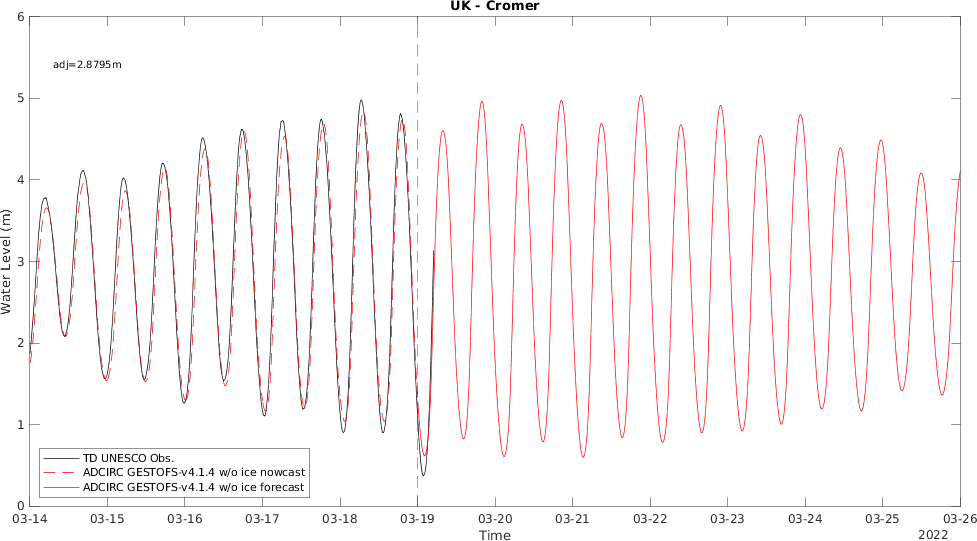 UK - Cromer
6
adj=2.8795m
5
4
3
2
1
0
Water Level (m)
TD UNESCO Obs.
ADCIRC GESTOFS-v4.1.4 w/o ice nowcast
ADCIRC GESTOFS-v4.1.4 w/o ice forecast
03-14 03-15 03-16 03-17 03-18 03-19 03-20 03-21 03-22 03-23 03-24 03-25 03-26
Time
2022